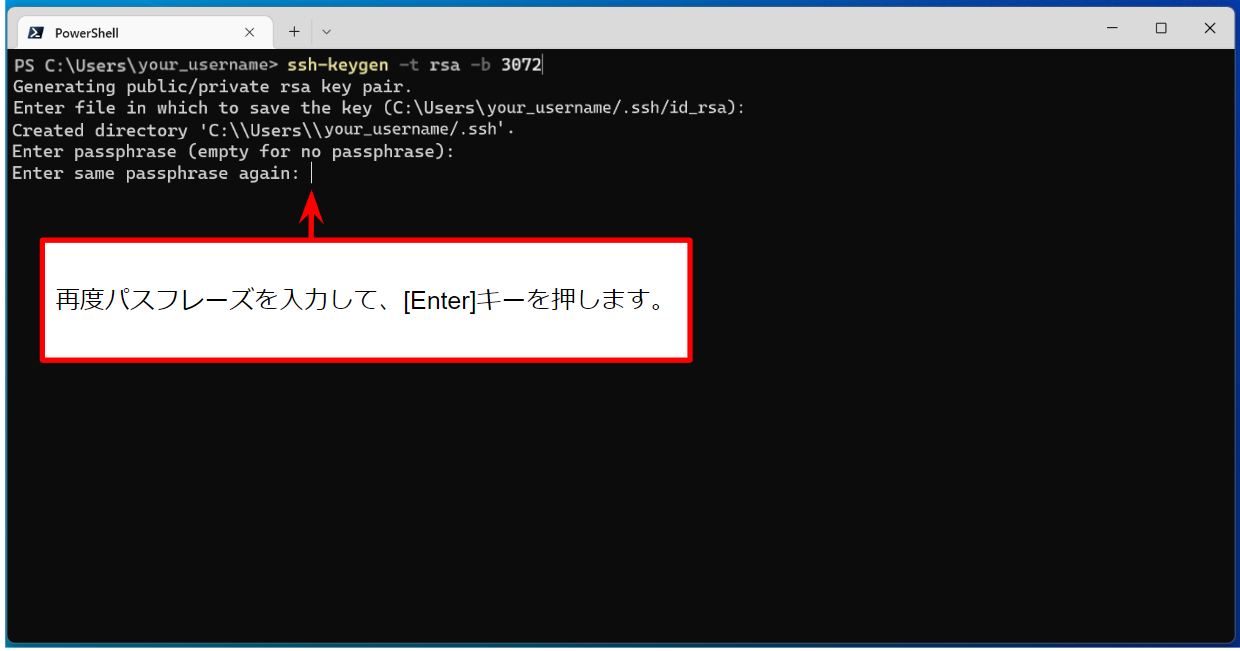 PowerShell
PS C:\Users\your_username> ssh-keygen -t rsa -b 3072
Generating public/private rsa key pair.
Enter file in which to save the key (C:\Users\your_username/.ssh/id_rsa):
Created directory 'C:\\Users\\your_username/.ssh'.
Enter passphrase (empty for no passphrase):
Enter same passphrase again:
再度パスフレーズを入力して、[Enter]キーを押します。